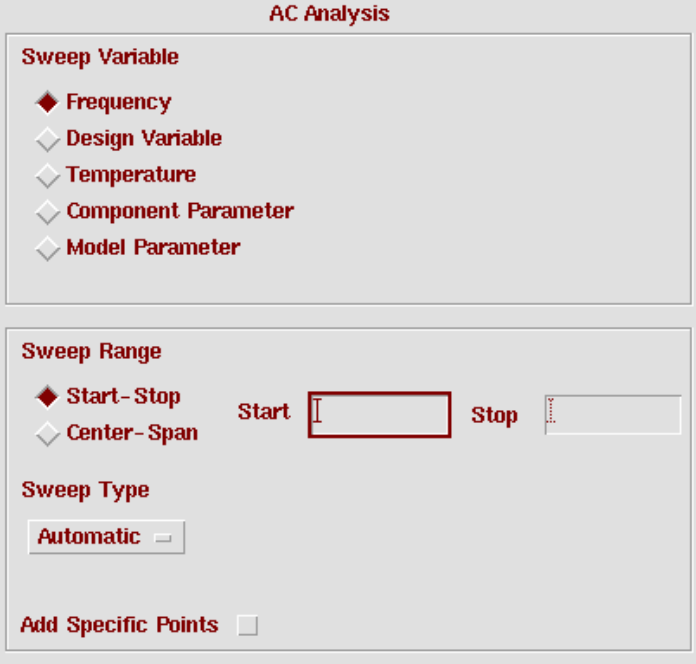 AC Analysis
Sweep Variable
Frequency
Design Variable
Temperature
Component Parameter
Model Parameter
Sweep Range
Start-Stop
Center-Span
Start
Stop
Sweep Type
Automatic
Add Specific Points